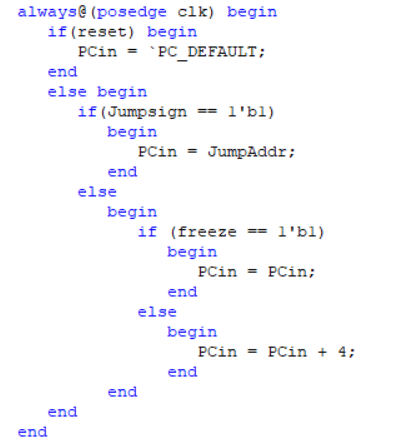 always@(posedge clk) begin
   if(reset) begin
      PCin = `PC_DEFAULT;
   end
   else begin
      if(Jumpsign == 1'b1)
         begin
            PCin = JumpAddr;
         end
      else
         begin
            if (freeze == 1'b1)
               begin
                  PCin = PCin;
               end
            else
               begin
                  PCin = PCin + 4;
               end
         end
   end
end